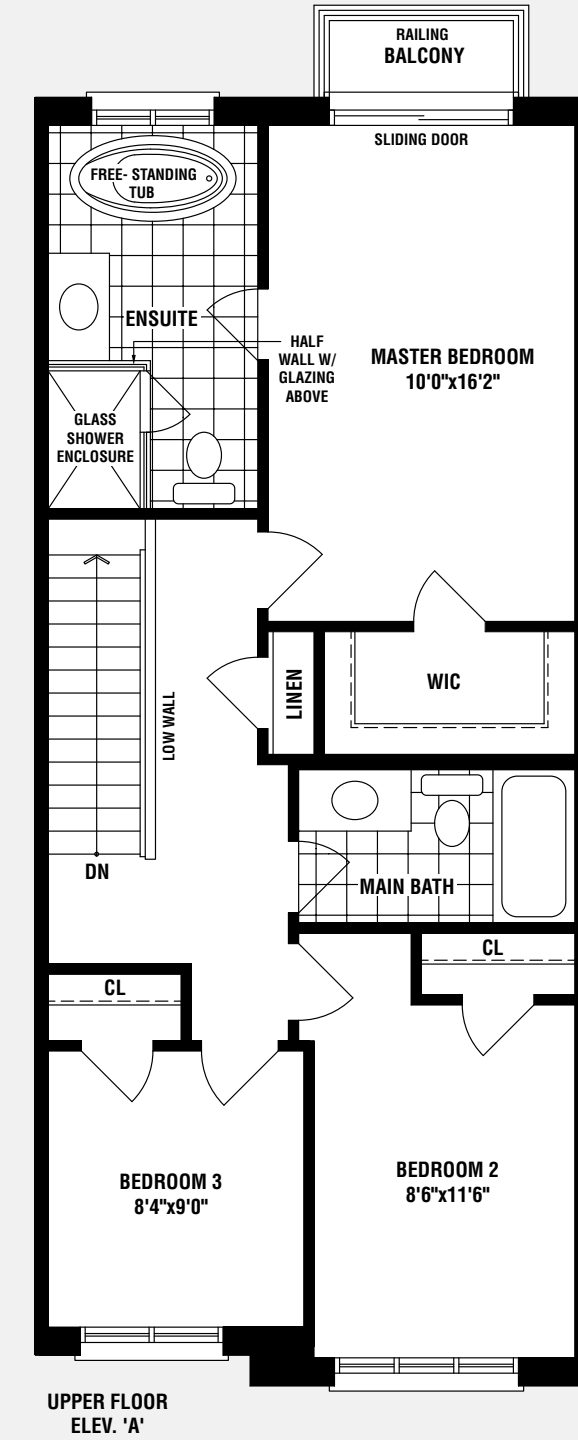 RAILING
BALCONY
SLIDING DOOR
FREE- STANDING
TUB
ENSUITE
HALF
WALL W/
GLAZING
ABOVE
MASTER BEDROOM
10'0"x16'2"
GLASS
SHOWER
ENCLOSURE
LINEN
WIC
LOW WALL
DN
MAIN BATH
CL
CL
BEDROOM 3
8'4"x9'0"
BEDROOM 2
8'6"x11'6"
UPPER FLOOR
ELEV. 'A'